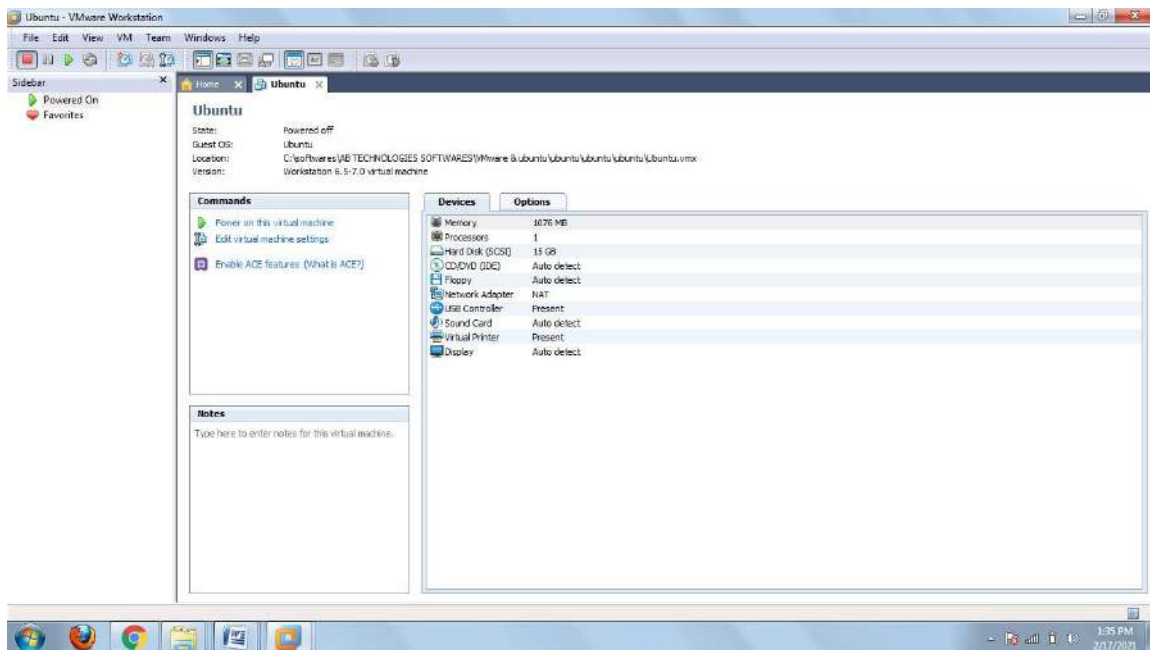 Ubuntu - VMware Workstation
File Edit View VM Team Windows Help
Sidebar
Powered On
Favorites
Home
Ubuntu
Ubuntu
State: Powered off
Guest OS: Ubuntu
Location: C:\softwares\AB TECHNOLOGIES SOFTWARES\VMware & ubuntu\ubuntu\ubuntu\ubuntu\Ubuntu.vmx
Version: Workstation 6.5-7.0 virtual machine
Commands
Power on this virtual machine
Edit virtual machine settings
Enable ACE features (What is ACE?)
Devices Options
Memory 1076 MB
Processors 1
Hard Disk (SCSI) 15 GB
CD/DVD (IDE) Auto detect
Floppy Auto detect
Network Adapter NAT
USB Controller Present
Sound Card Auto detect
Virtual Printer Present
Display Auto detect
Notes
Type here to enter notes for this virtual machine.
1:35 PM
2/17/2021